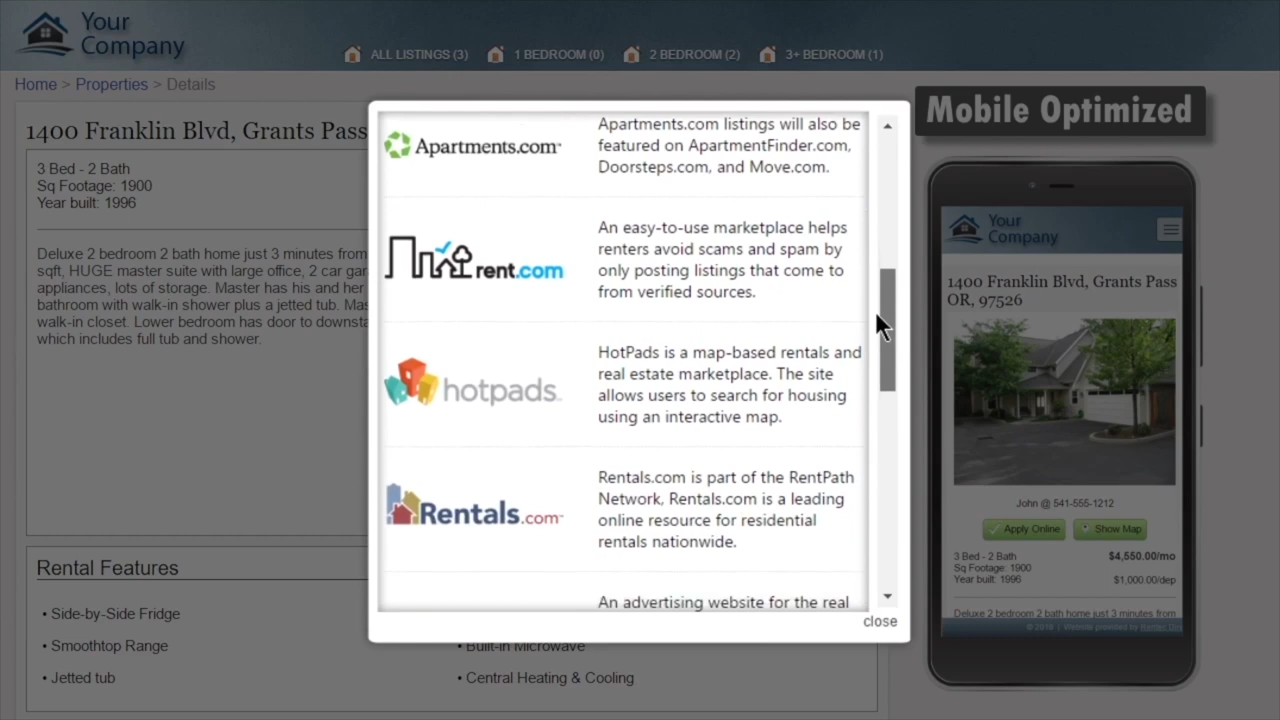 Your
Company
ALL LISTINGS (3)
1 BEDROOM (0)
2 BEDROOM (2)
3+ BEDROOM (1)
Home > Properties > Details
1400 Franklin Blvd, Grants Pass
3 Bed - 2 Bath
Sq Footage: 1900
Year built: 1996
Deluxe 2 bedroom 2 bath home just 3 minutes from
sqft, HUGE master suite with large office, 2 car gar
appliances, lots of storage. Master has his and her
bathroom with walk-in shower plus a jetted tub. Mas
walk-in closet. Lower bedroom has door to downsta
which includes full tub and shower.
Rental Features
• Side-by-Side Fridge
• Smoothtop Range
• Built-in Microwave
• Jetted tub
• Central Heating & Cooling
Apartments.com
Apartments.com listings will also be
featured on ApartmentFinder.com,
Doorsteps.com, and Move.com.
rent.com
An easy-to-use marketplace helps
renters avoid scams and spam by
only posting listings that come to
from verified sources.
hotpads
HotPads is a map-based rentals and
real estate marketplace. The site
allows users to search for housing
using an interactive map.
Rentals.com
Rentals.com is part of the RentPath
Network, Rentals.com is a leading
online resource for residential
rentals nationwide.
An advertising website for the real
close
Mobile Optimized
Your
Company
1400 Franklin Blvd, Grants Pass
OR, 97526
John @ 541-555-1212
Apply Online
Show Map
3 Bed - 2 Bath
$4,550.00/mo
Sq Footage: 1900
Year built: 1996
$1,000.00/dep
Deluxe 2 bedroom 2 bath home just 3 minutes from
Website provided by